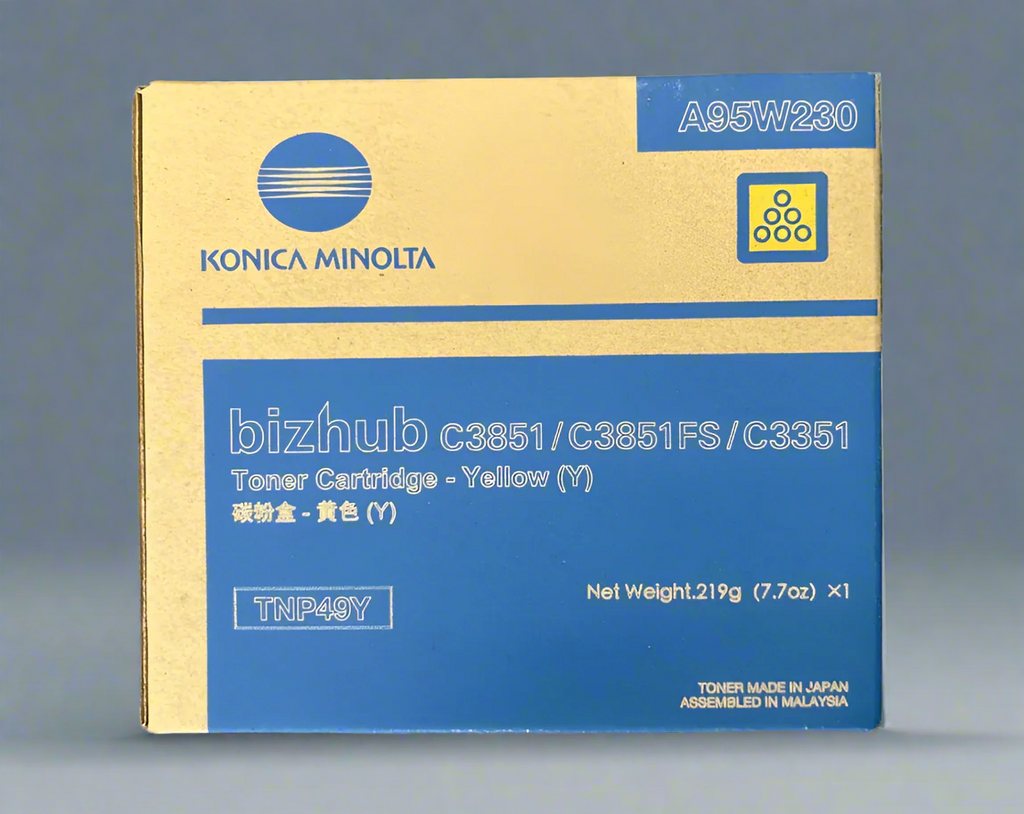 A95W230
KONICA MINOLTA
bizhub C3851/C3851FS/C3351
Toner Cartridge - Yellow (Y)
碳粉盒 - 黄色 (Y)
TNP49Y
Net Weight.219g (7.7oz) ×1
TONER MADE IN JAPAN
ASSEMBLED IN MALAYSIA